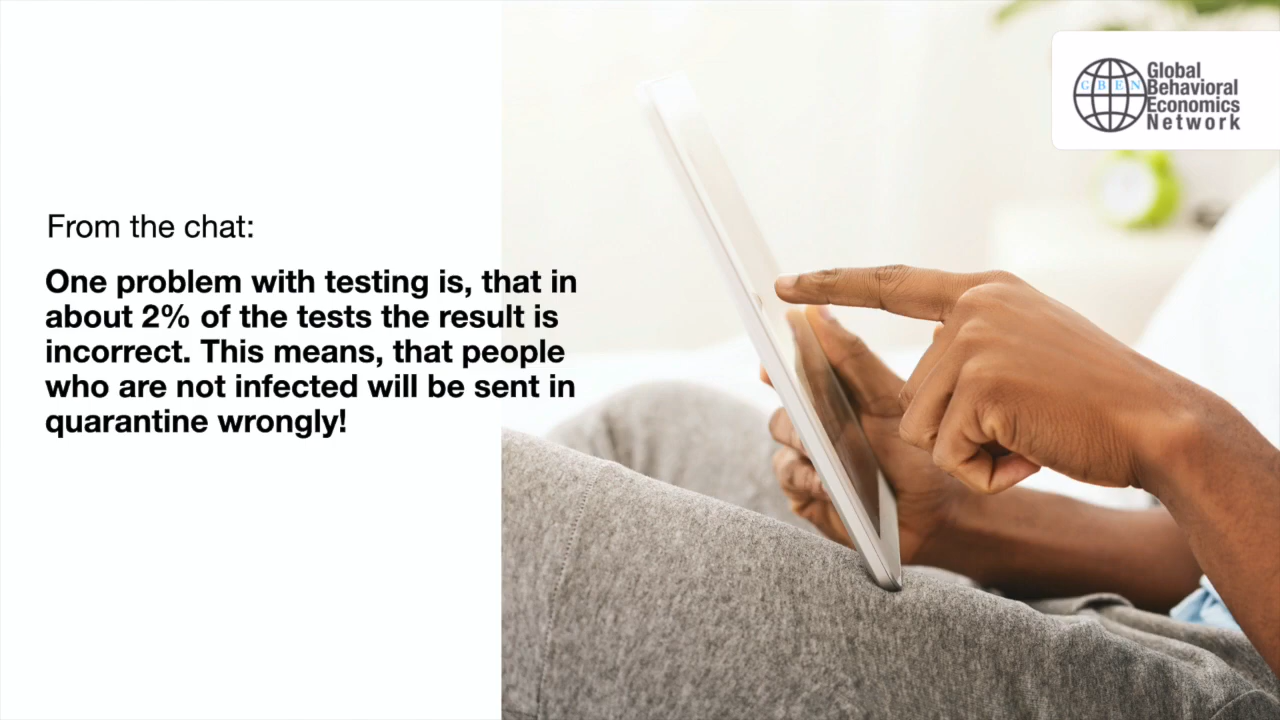 From the chat:
One problem with testing is, that in
about 2% of the tests the result is
incorrect. This means, that people
who are not infected will be sent in
quarantine wrongly!
GBEN
Global
Behavioral
Economics
Network